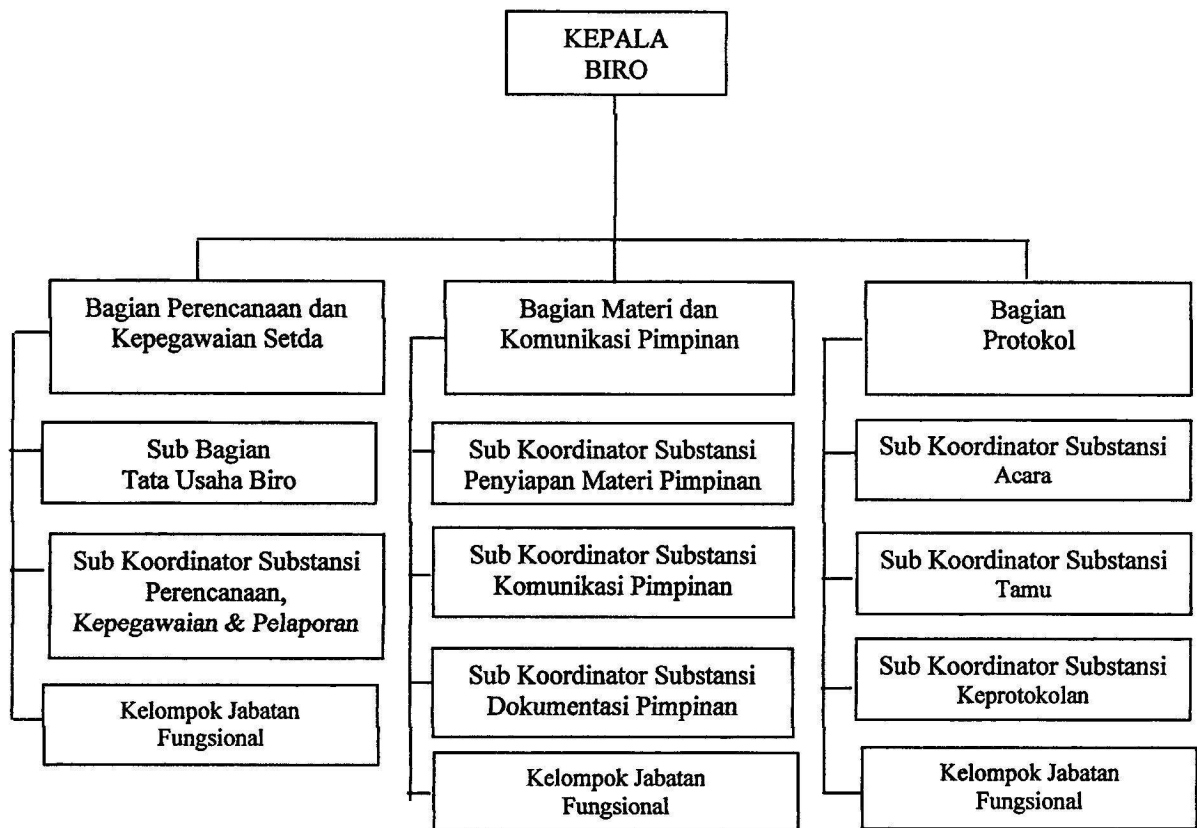 KEPALA
BIRO
Bagian Perencanaan dan
Kepegawaian Setda
Sub Bagian
Tata Usaha Biro
Sub Koordinator Substansi
Perencanaan,
Kepegawaian & Pelaporan
Kelompok Jabatan
Fungsional
Bagian Materi dan
Komunikasi Pimpinan
Sub Koordinator Substansi
Penyiapan Materi Pimpinan
Sub Koordinator Substansi
Komunikasi Pimpinan
Sub Koordinator Substansi
Dokumentasi Pimpinan
Kelompok Jabatan
Fungsional
Bagian
Protokol
Sub Koordinator Substansi
Acara
Sub Koordinator Substansi
Tamu
Sub Koordinator Substansi
Keprotokolan
Kelompok Jabatan
Fungsional